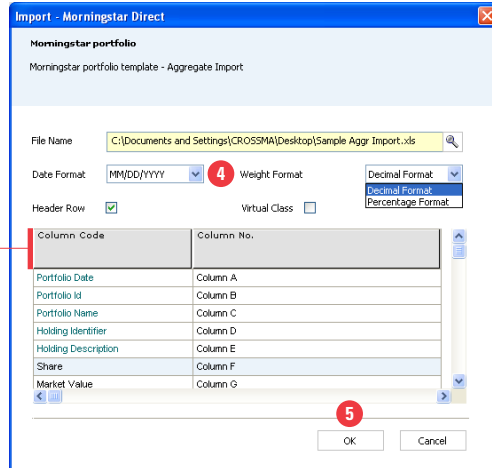 Import - Morningstar Direct
Morningstar portfolio
Morningstar portfolio template - Aggregate Import
File Name C:\Documents and Settings\CROSSMA\Desktop\Sample Aggr Import.xls
Date Format MM/DD/YYYY 4 Weight Format Decimal Format
Decimal Format
Percentage Format
Header Row Virtual Class
Column Code Column No.
Portfolio Date Column A
Portfolio Id Column B
Portfolio Name Column C
Holding Identifier Column D
Holding Description Column E
Share Column F
Market Value Column G
5
OK Cancel